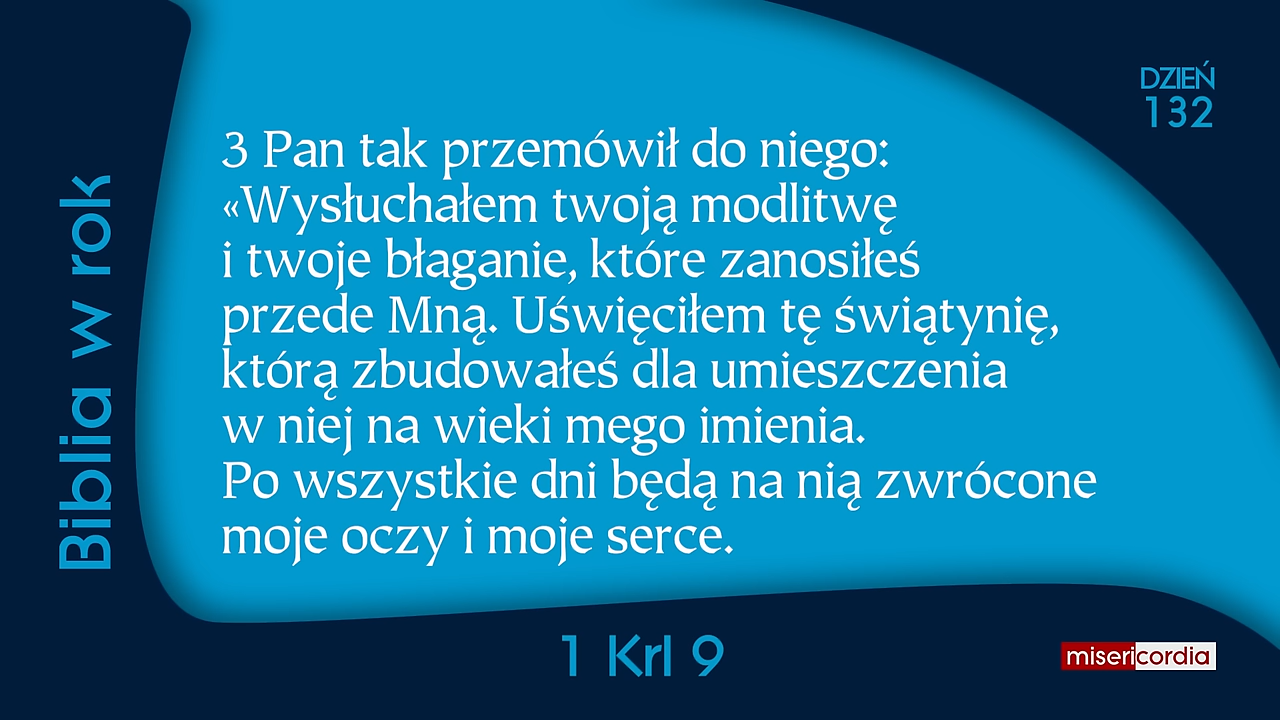 DZIEŃ
132
Biblia w rok
3 Pan tak przemówił do niego:
«Wysłuchałem twoją modlitwę
i twoje błaganie, które zanosiłeś
przede Mną. Uświęciłem tę świątynię,
którą zbudowałeś dla umieszczenia
w niej na wieki mego imienia.
Po wszystkie dni będą na nią zwrócone
moje oczy i moje serce.
1 Krl 9
misericordia